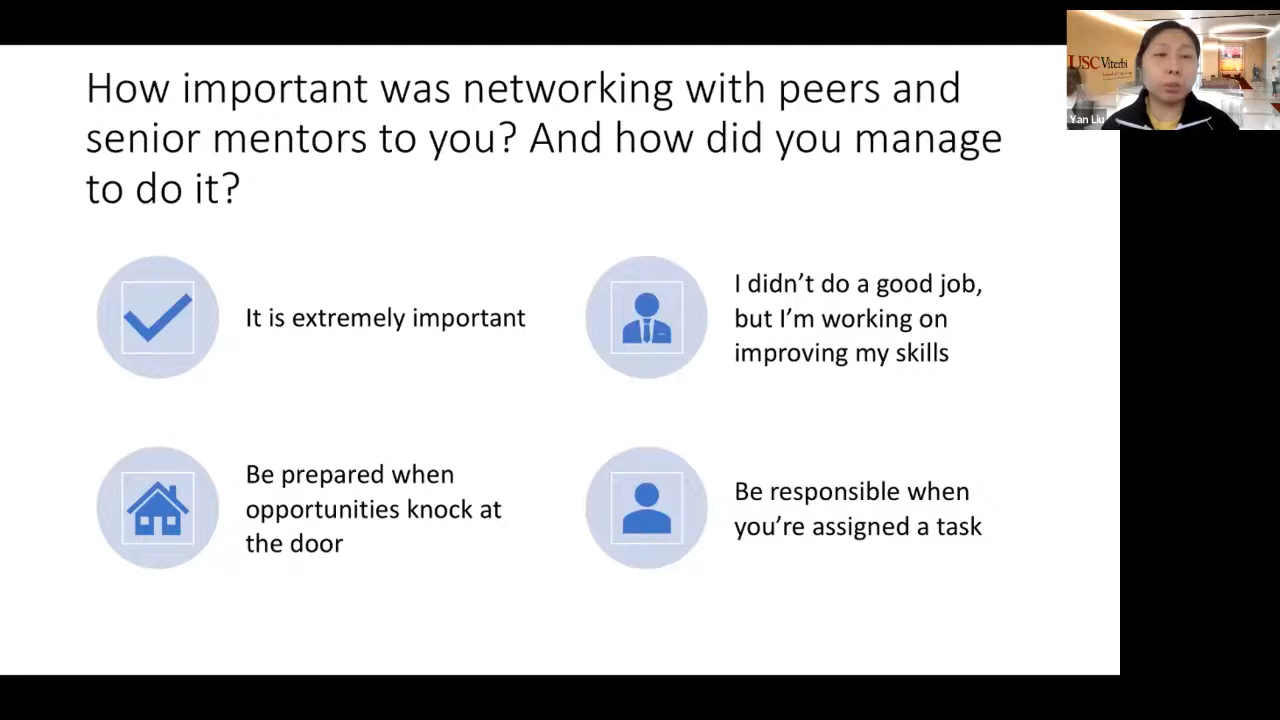 How important was networking with peers and
senior mentors to you? And how did you manage
to do it?
It is extremely important
I didn’t do a good job,
but I’m working on
improving my skills
Be prepared when
opportunities knock at
the door
Be responsible when
you’re assigned a task
USC Viterbi
Yan Liu